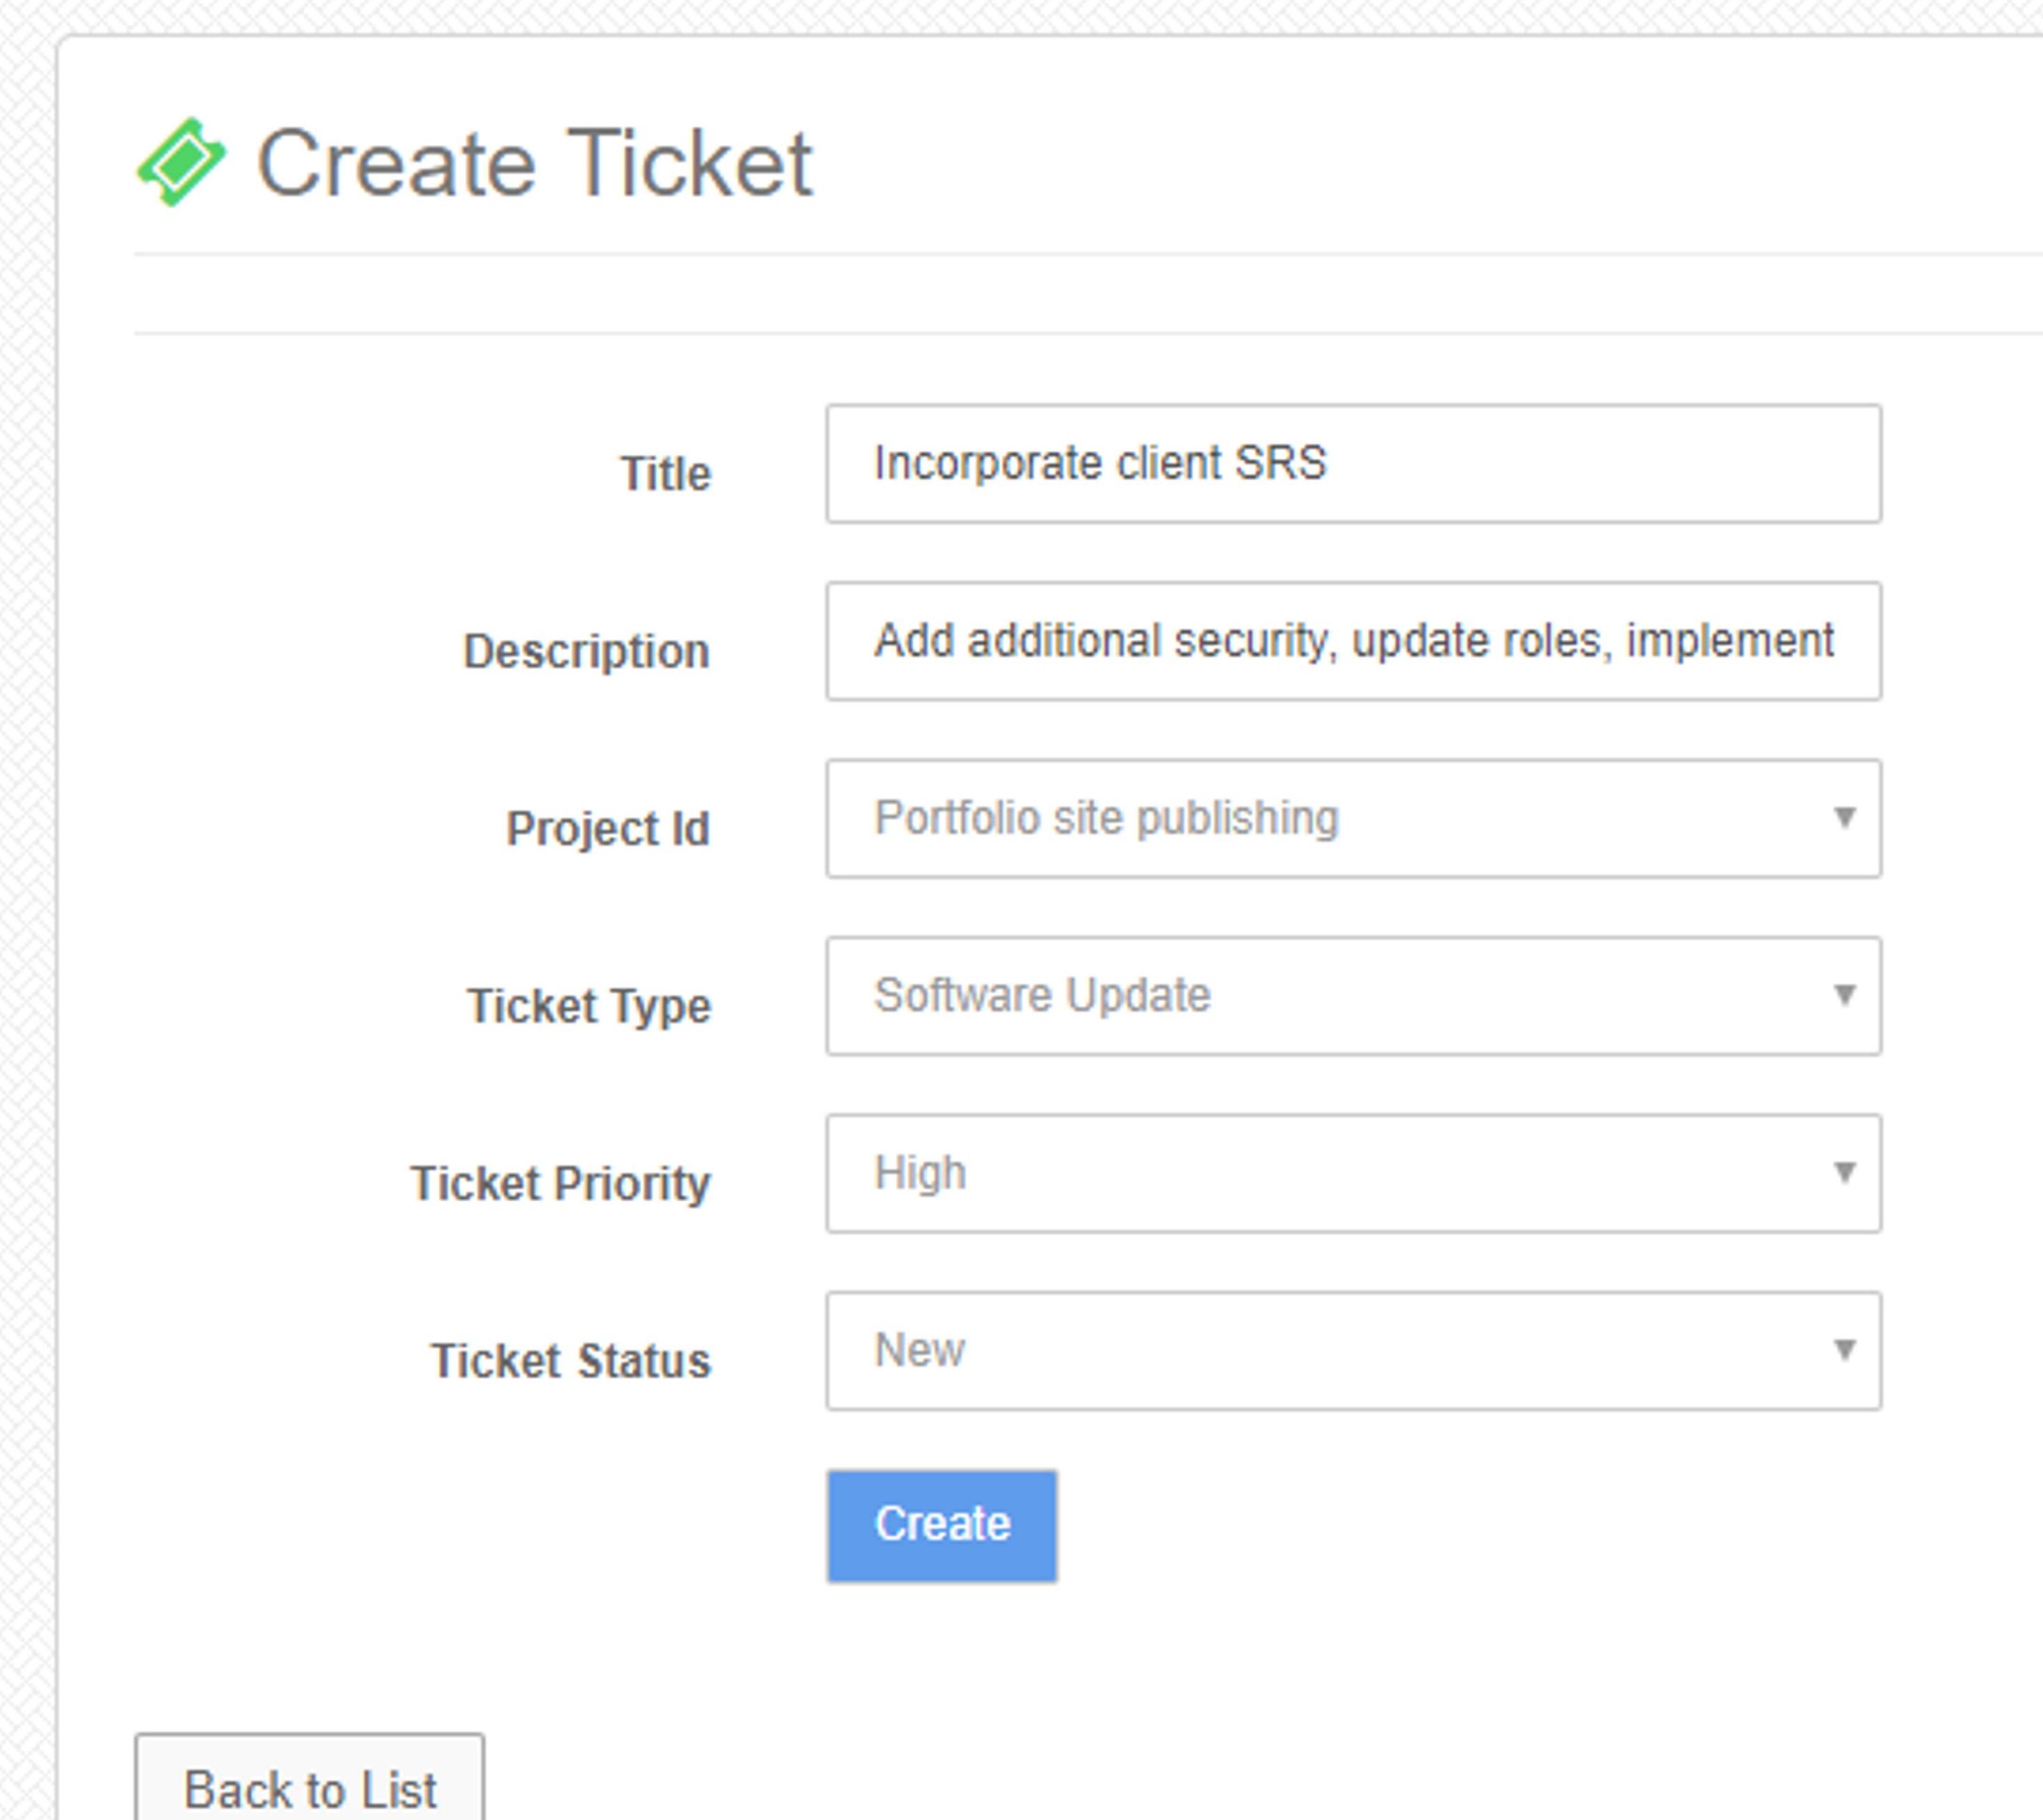 Create Ticket
Title
Incorporate client SRS
Description
Add additional security, update roles, implement
Project Id
Portfolio site publishing
Ticket Type
Software Update
Ticket Priority
High
Ticket Status
New
Create
Back to List